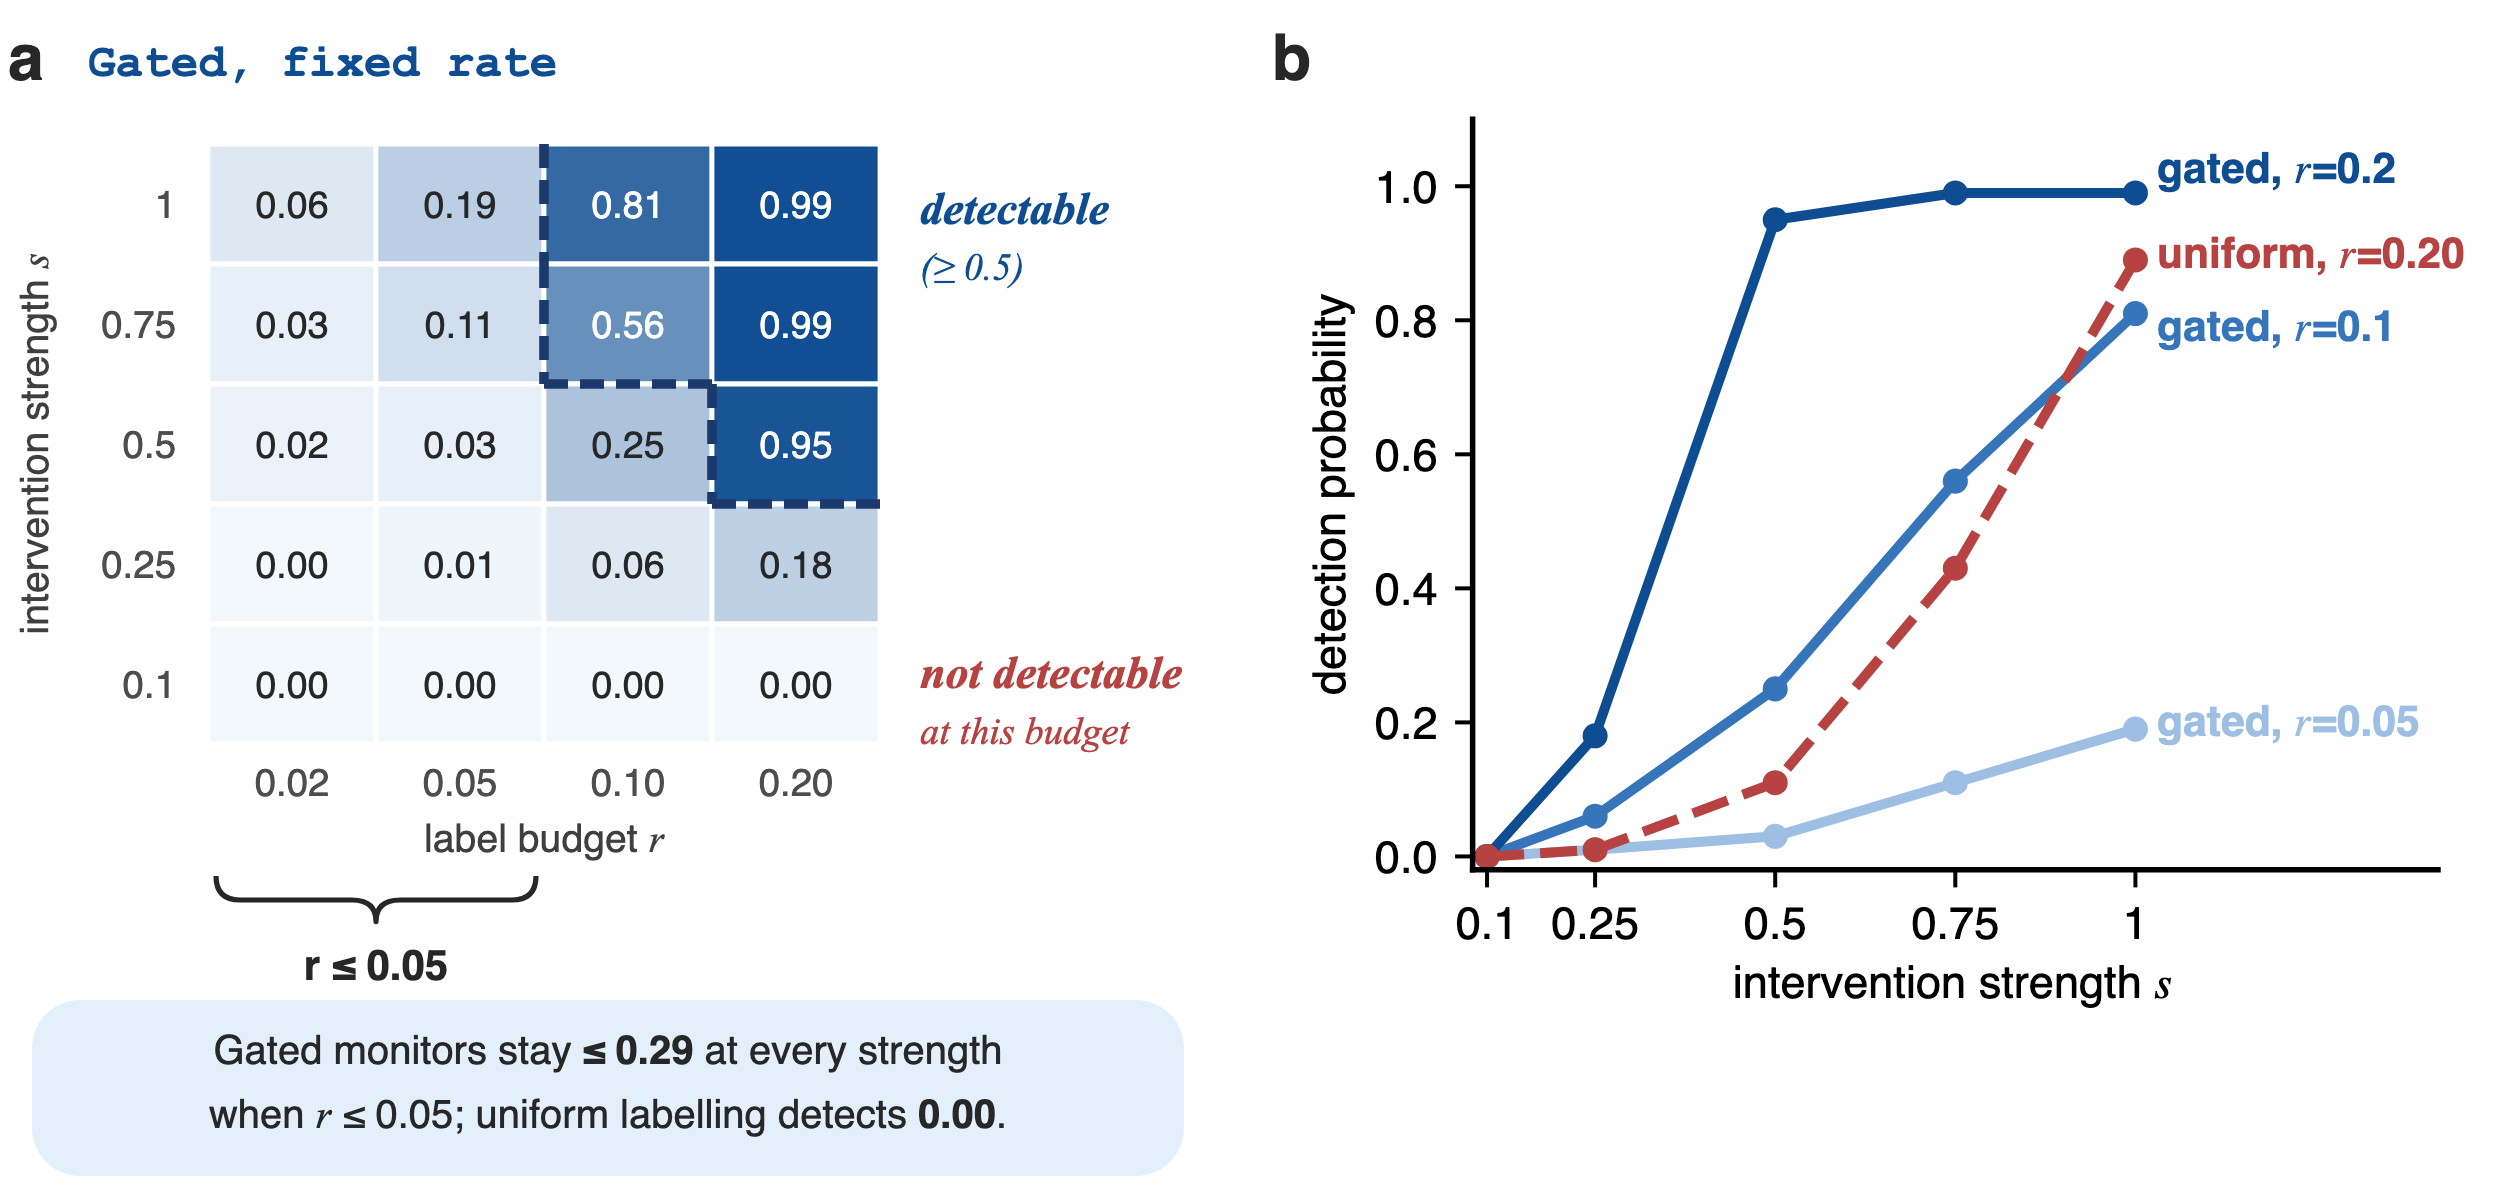 a Gated, fixed rate
intervention strength s
1 0.06 0.19 0.81 0.99
0.75 0.03 0.11 0.56 0.99
0.5 0.02 0.03 0.25 0.95
0.25 0.00 0.01 0.06 0.18
0.1 0.00 0.00 0.00 0.00
0.02 0.05 0.10 0.20
label budget r
detectable
(≥ 0.5)
not detectable
at this budget
r ≤ 0.05
Gated monitors stay ≤ 0.29 at every strength
when r ≤ 0.05; uniform labelling detects 0.00.
b
detection probability
1.0
0.8
0.6
0.4
0.2
0.0
0.1 0.25 0.5 0.75 1
intervention strength s
gated, r=0.2
uniform, r=0.20
gated, r=0.1
gated, r=0.05